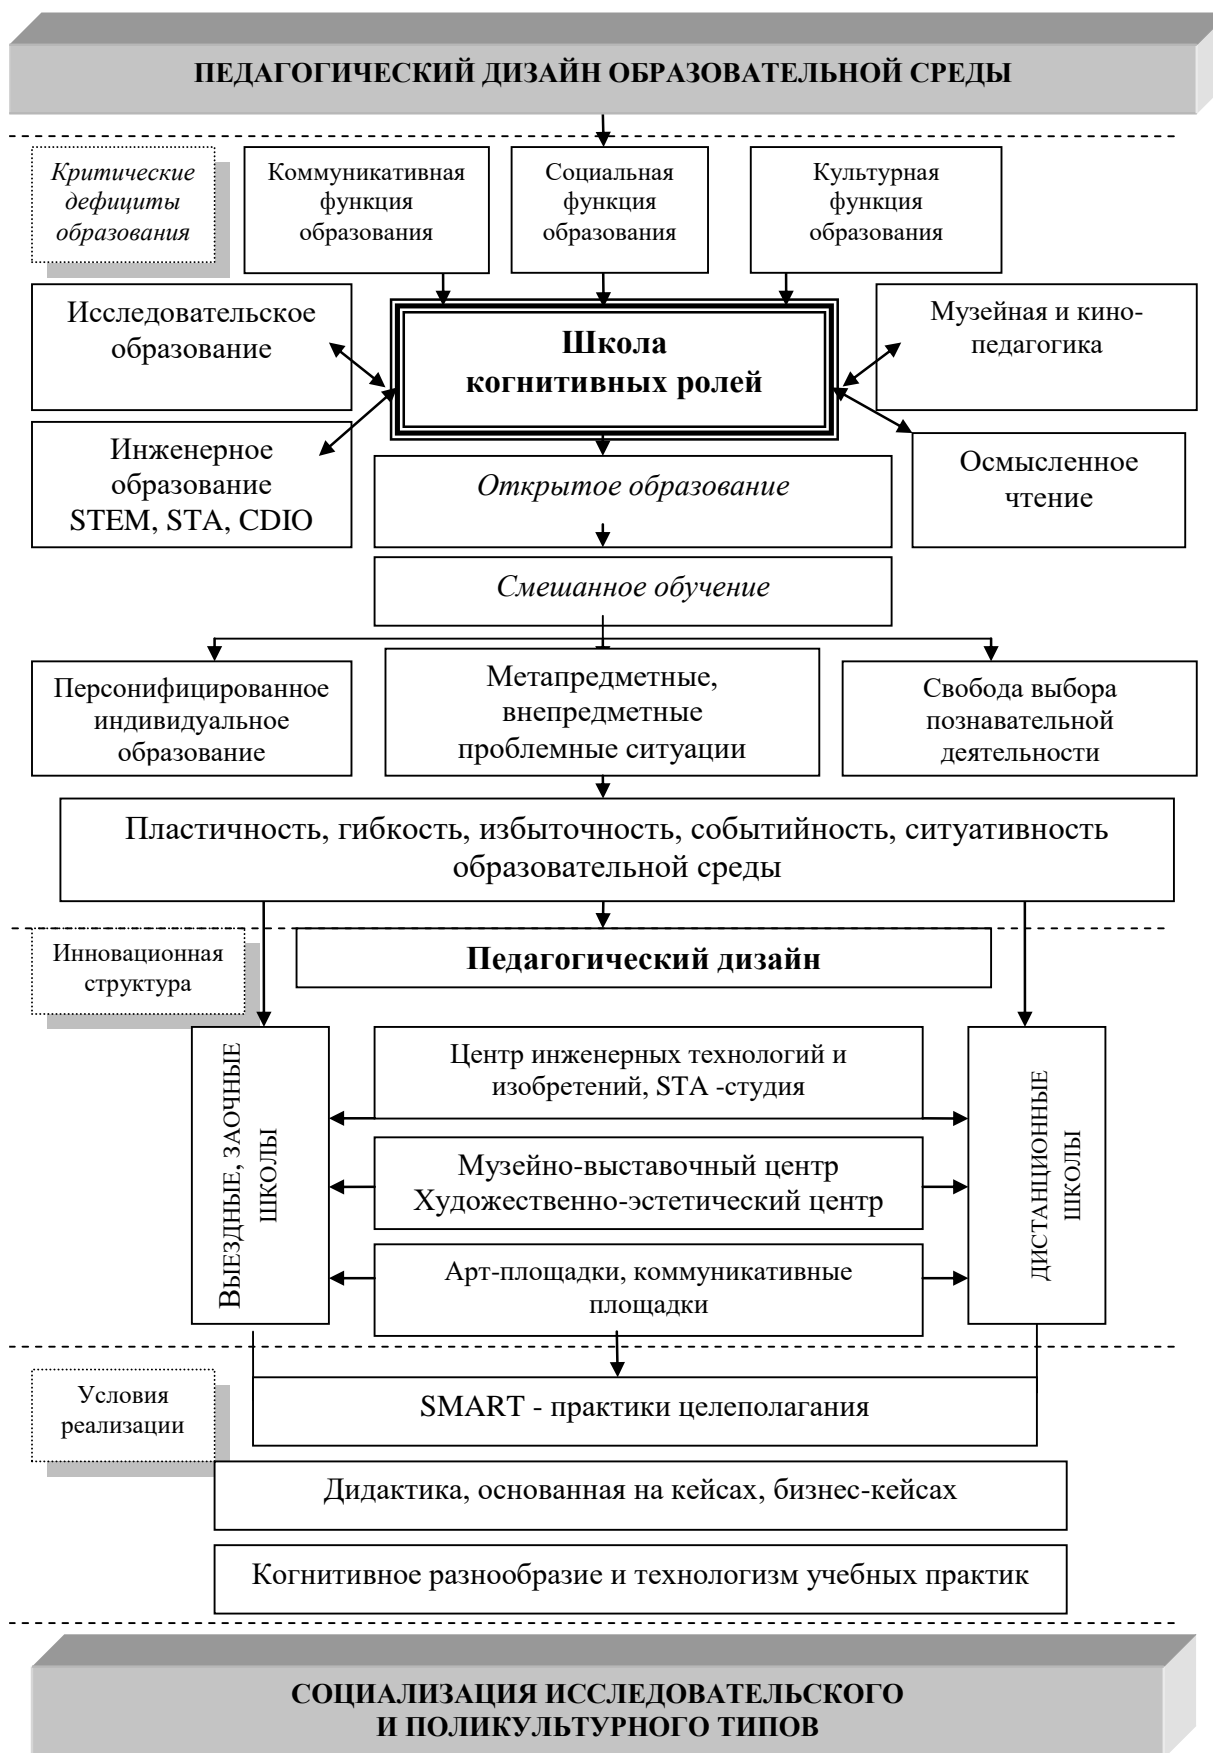 ПЕДАГОГИЧЕСКИЙ ДИЗАЙН ОБРАЗОВАТЕЛЬНОЙ СРЕДЫ
Критические
дефициты
образования
Коммуникативная
функция
образования
Социальная
функция
образования
Культурная
функция
образования
Исследовательское
образование
Школа
когнитивных ролей
Музейная и кино-
педагогика
Инженерное
образование
STEM, STA, CDIO
Открытое образование
Осмысленное
чтение
Смешанное обучение
Персонифицированное
индивидуальное
образование
Метапредметные,
внепредметные
проблемные ситуации
Свобода выбора
познавательной
деятельности
Пластичность, гибкость, избыточность, событийность, ситуативность
образовательной среды
Инновационная
структура
Педагогический дизайн
ВЫЕЗДНЫЕ, ЗАОЧНЫЕ
ШКОЛЫ
Центр инженерных технологий и
изобретений, STA -студия
Музейно-выставочный центр
Художественно-эстетический центр
Арт-площадки, коммуникативные
площадки
ДИСТАНЦИОННЫЕ
ШКОЛЫ
Условия
реализации
SMART - практики целеполагания
Дидактика, основанная на кейсах, бизнес-кейсах
Когнитивное разнообразие и технологизм учебных практик
СОЦИАЛИЗАЦИЯ ИССЛЕДОВАТЕЛЬСКОГО
И ПОЛИКУЛЬТУРНОГО ТИПОВ